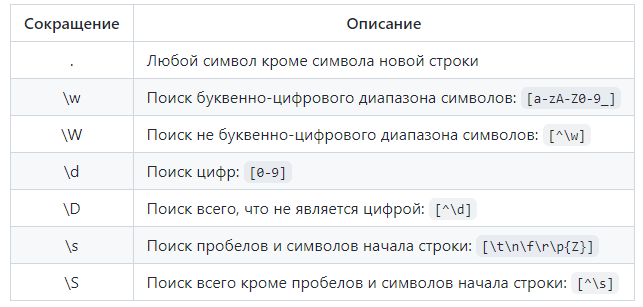 Сокращение Описание
. Любой символ кроме символа новой строки
\w Поиск буквенно-цифрового диапазона символов: [a-zA-Z0-9_]
\W Поиск не буквенно-цифрового диапазона символов: [^\w]
\d Поиск цифр: [0-9]
\D Поиск всего, что не является цифрой: [^\d]
\s Поиск пробелов и символов начала строки: [\t\n\f\r\p{Z}]
\S Поиск всего кроме пробелов и символов начала строки: [^\s]